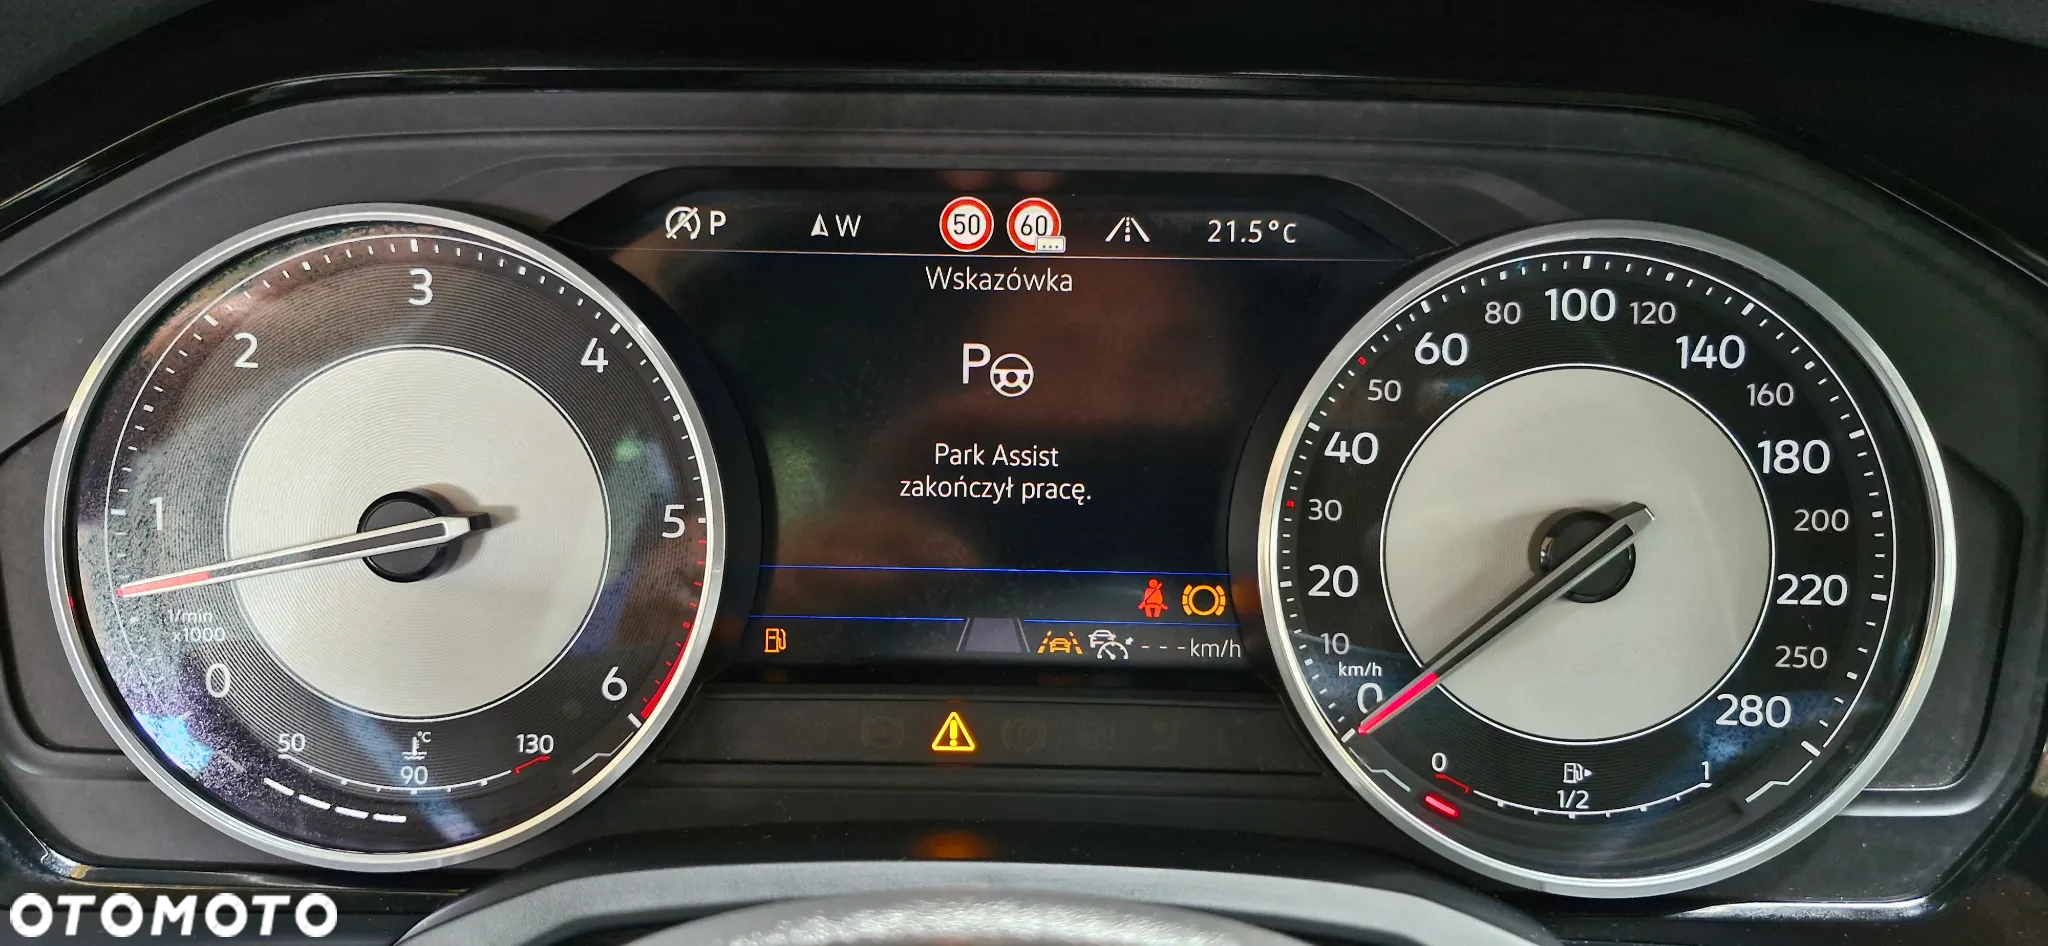 P W 50 60 21.5°C
Wskazówka
P
Park Assist
zakończył pracę.
- - - km/h
0 1 2 3 4 5 6
1/min
x1000
50 °C 90 130
0 10 20 30 40 50 60 80 100 120 140 160 180 200 220 250 280
km/h
0 1/2 1
OTOMOTO